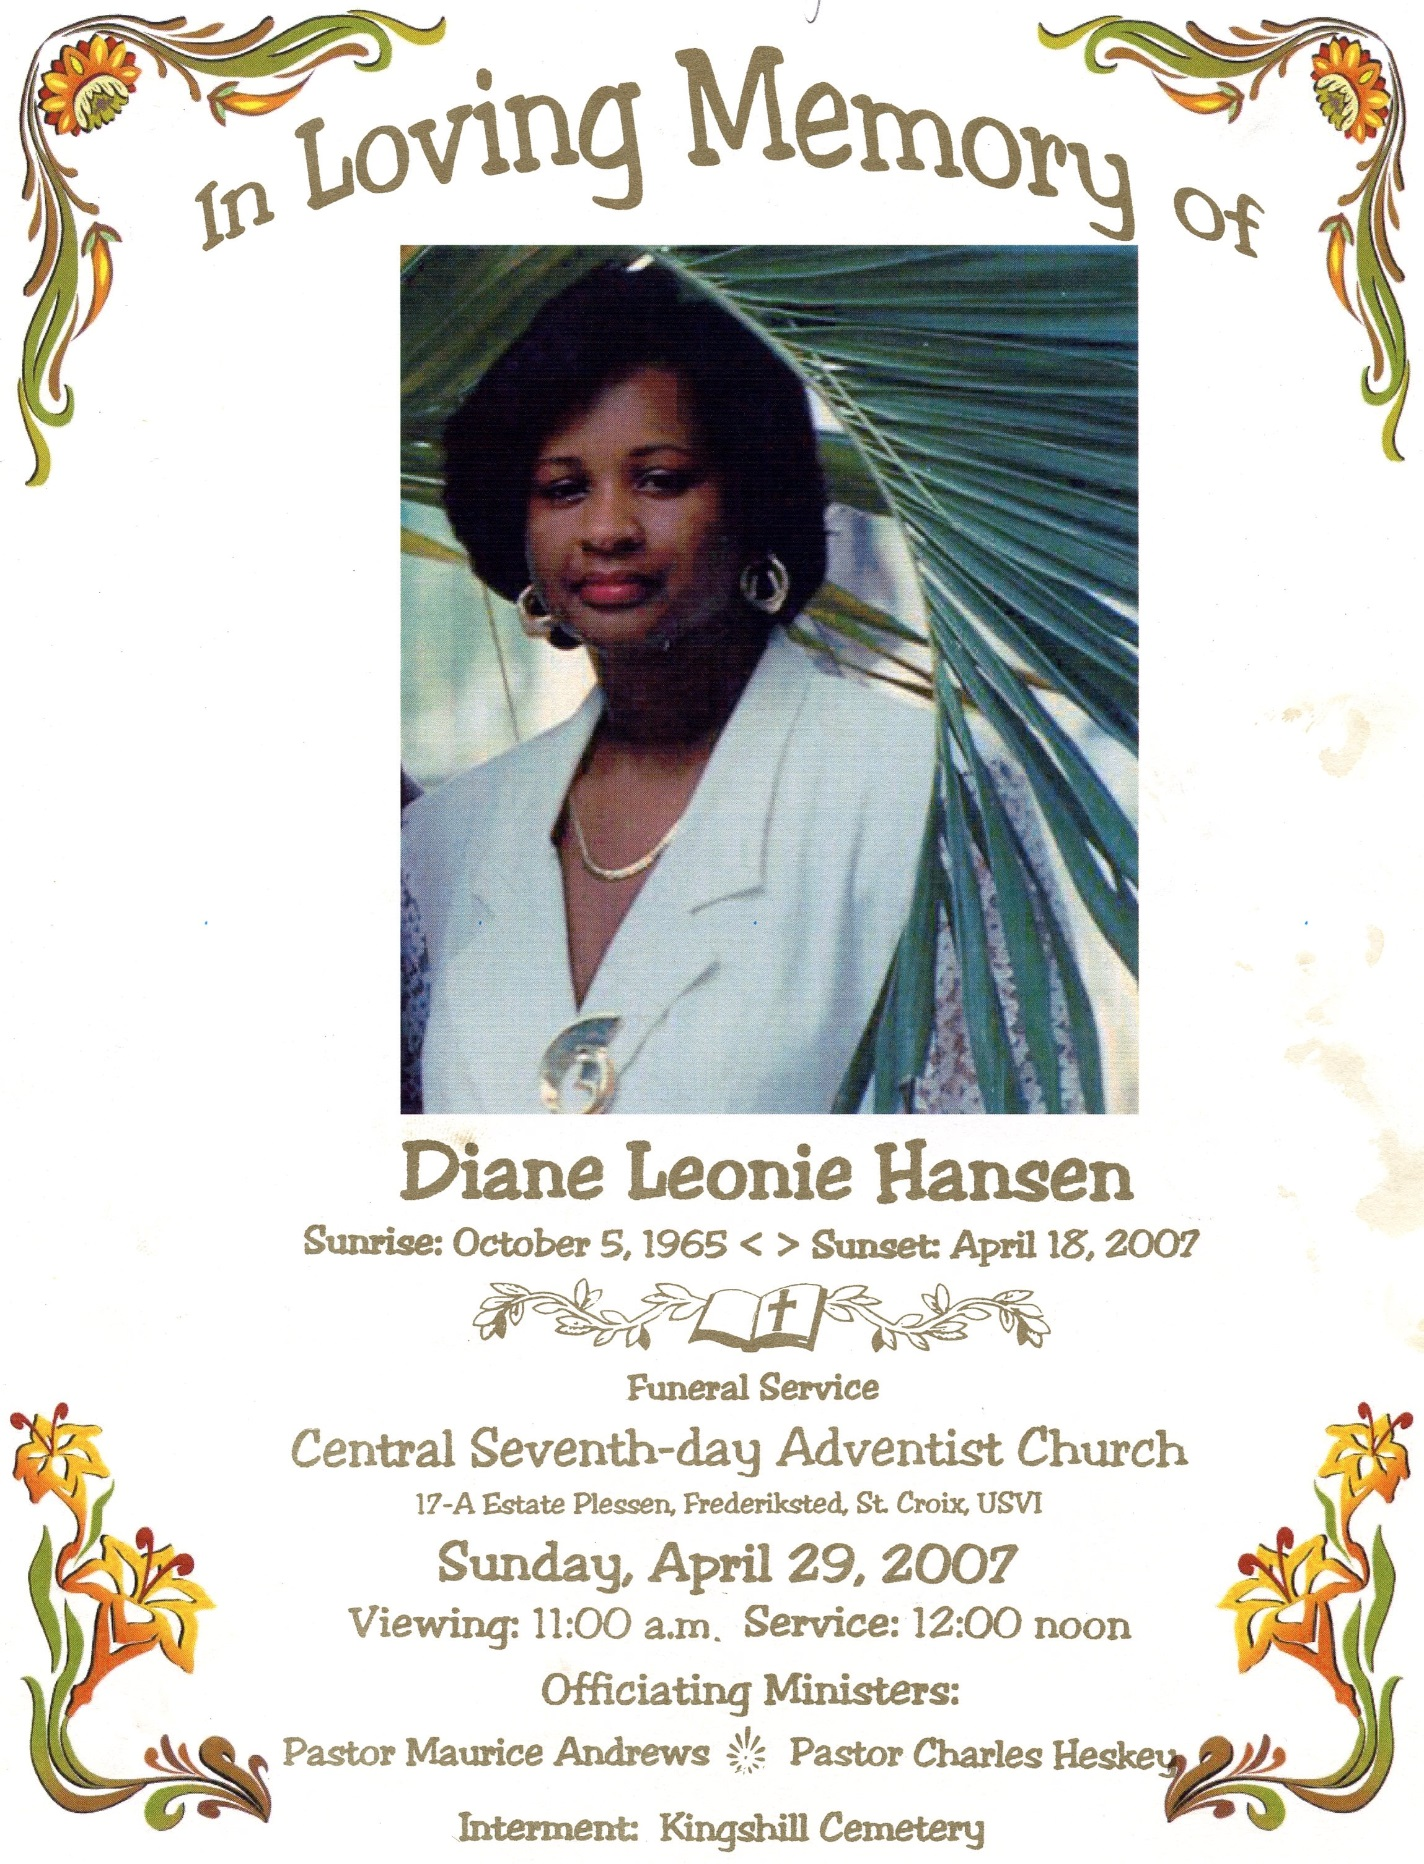 In Loving Memory of
Diane Leonie Hansen
Sunrise: October 5, 1965 < > Sunset: April 18, 2007
Funeral Service
Central Seventh-day Adventist Church
17-A Estate Plessen, Frederiksted, St. Croix, USVI
Sunday, April 29, 2007
Viewing: 11:00 a.m. Service: 12:00 noon
Officiating Ministers:
Pastor Maurice Andrews Pastor Charles Heskey
Interment: Kingshill Cemetery